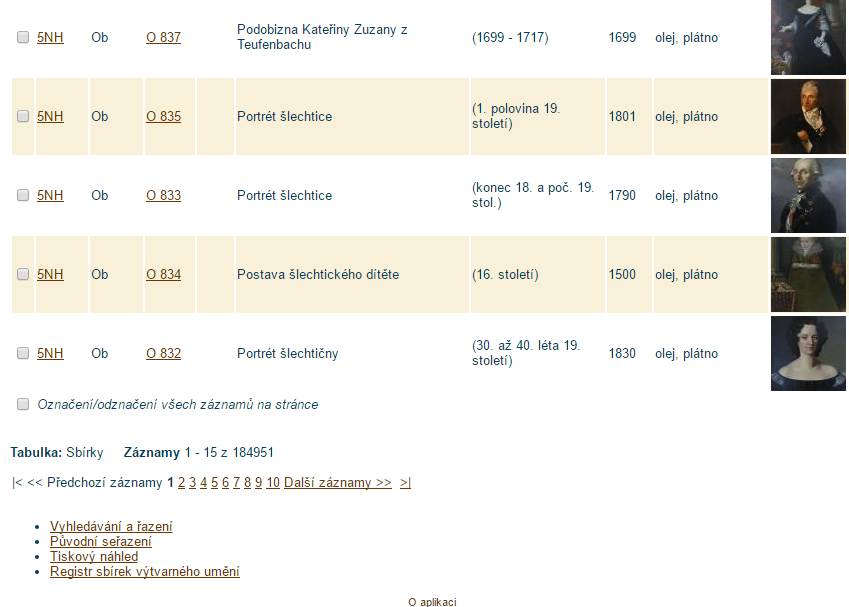 5NH Ob O 837 Podobizna Kateřiny Zuzany z Teufenbachu (1699 - 1717) 1699 olej, plátno
5NH Ob O 835 Portrét šlechtice (1. polovina 19. století) 1801 olej, plátno
5NH Ob O 833 Portrét šlechtice (konec 18. a poč. 19. stol.) 1790 olej, plátno
5NH Ob O 834 Postava šlechtického dítěte (16. století) 1500 olej, plátno
5NH Ob O 832 Portrét šlechtičny (30. až 40. léta 19. století) 1830 olej, plátno
Označení/odznačení všech záznamů na stránce
Tabulka: Sbírky Záznamy 1 - 15 z 184951
|< << Předchozí záznamy 1 2 3 4 5 6 7 8 9 10 Další záznamy >> >|
Vyhledávání a řazení
Původní seřazení
Tiskový náhled
Registr sbírek výtvarného umění
O aplikaci